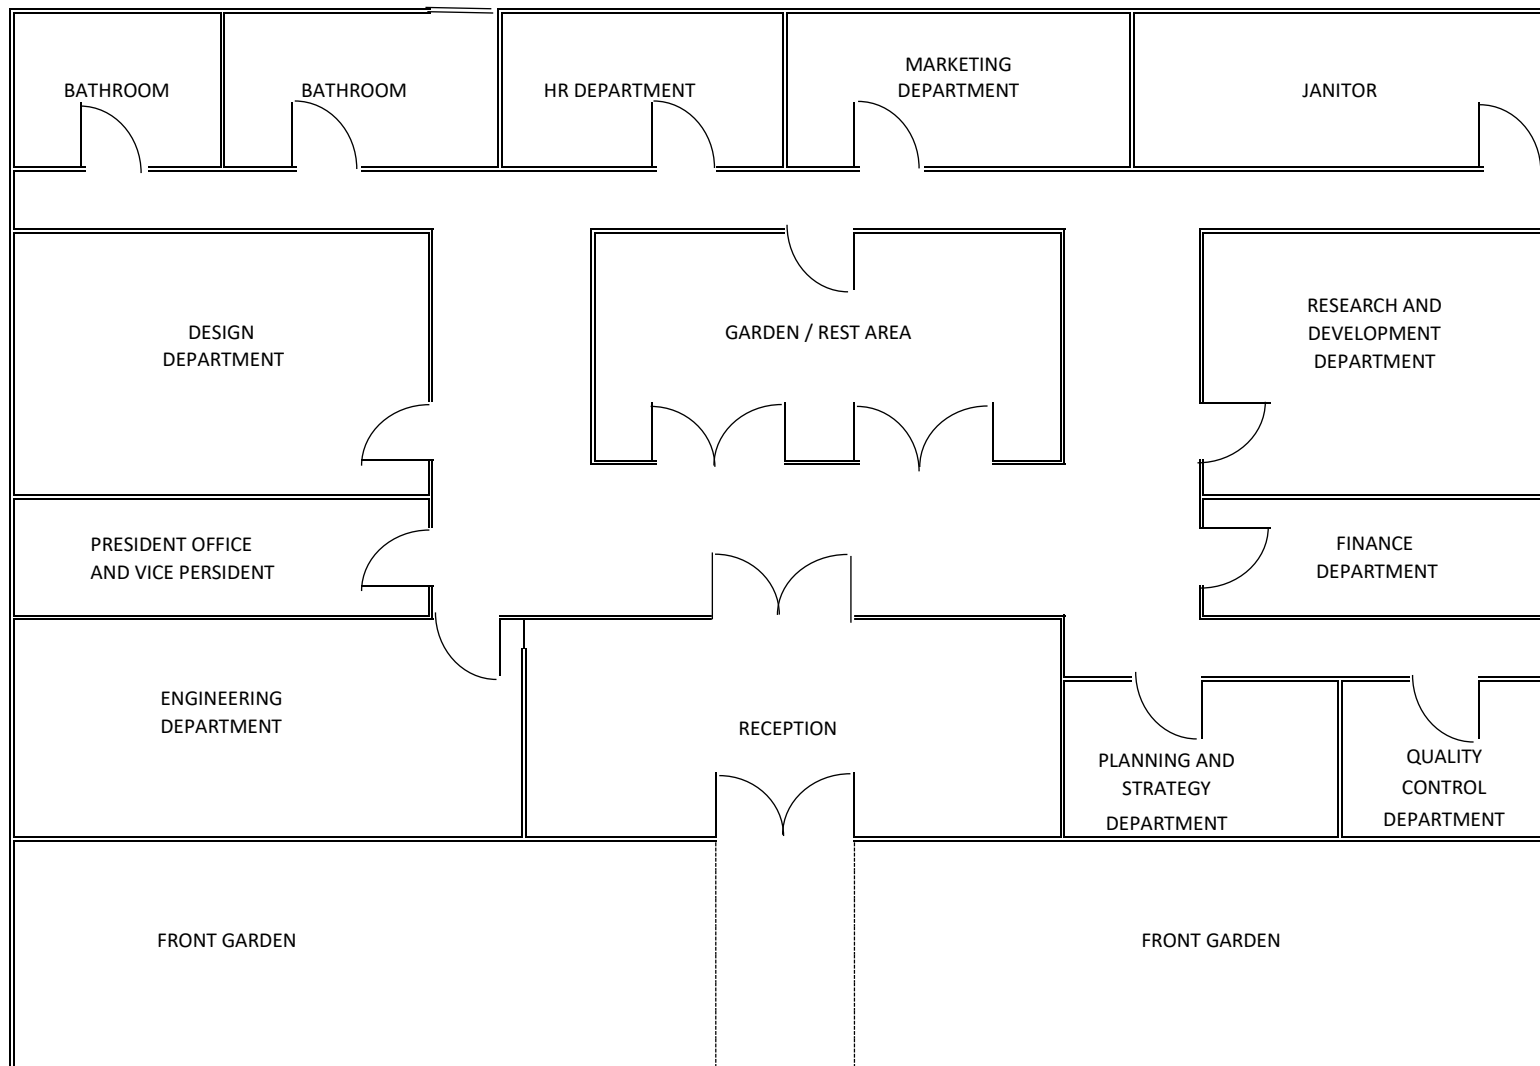 BATHROOM
BATHROOM
HR DEPARTMENT
MARKETING
DEPARTMENT
JANITOR
DESIGN
DEPARTMENT
GARDEN / REST AREA
RESEARCH AND
DEVELOPMENT
DEPARTMENT
PRESIDENT OFFICE
AND VICE PERSIDENT
FINANCE
DEPARTMENT
ENGINEERING
DEPARTMENT
RECEPTION
PLANNING AND
STRATEGY
DEPARTMENT
QUALITY
CONTROL
DEPARTMENT
FRONT GARDEN
FRONT GARDEN